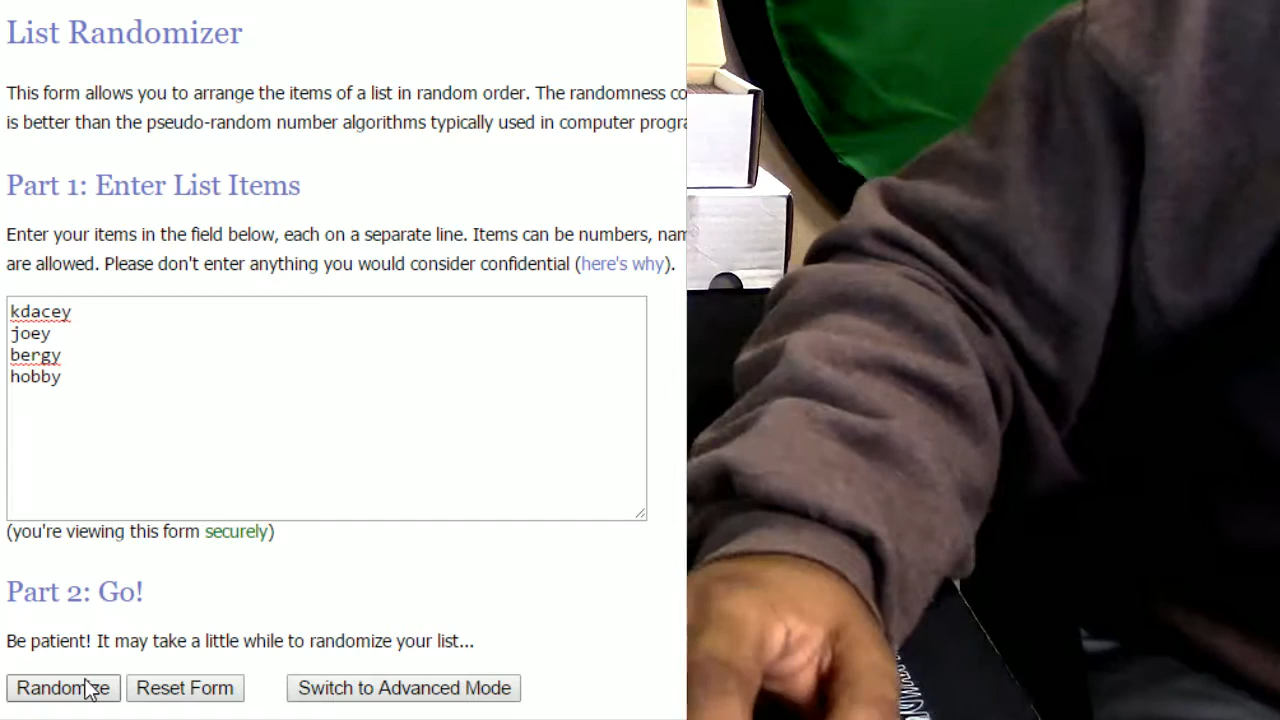 List Randomizer
This form allows you to arrange the items of a list in random order. The randomness co
is better than the pseudo-random number algorithms typically used in computer progra
Part 1: Enter List Items
Enter your items in the field below, each on a separate line. Items can be numbers, nam
are allowed. Please don't enter anything you would consider confidential (here's why).
kdacey
joey
bergy
hobby
(you're viewing this form securely)
Part 2: Go!
Be patient! It may take a little while to randomize your list...
Randomize Reset Form Switch to Advanced Mode